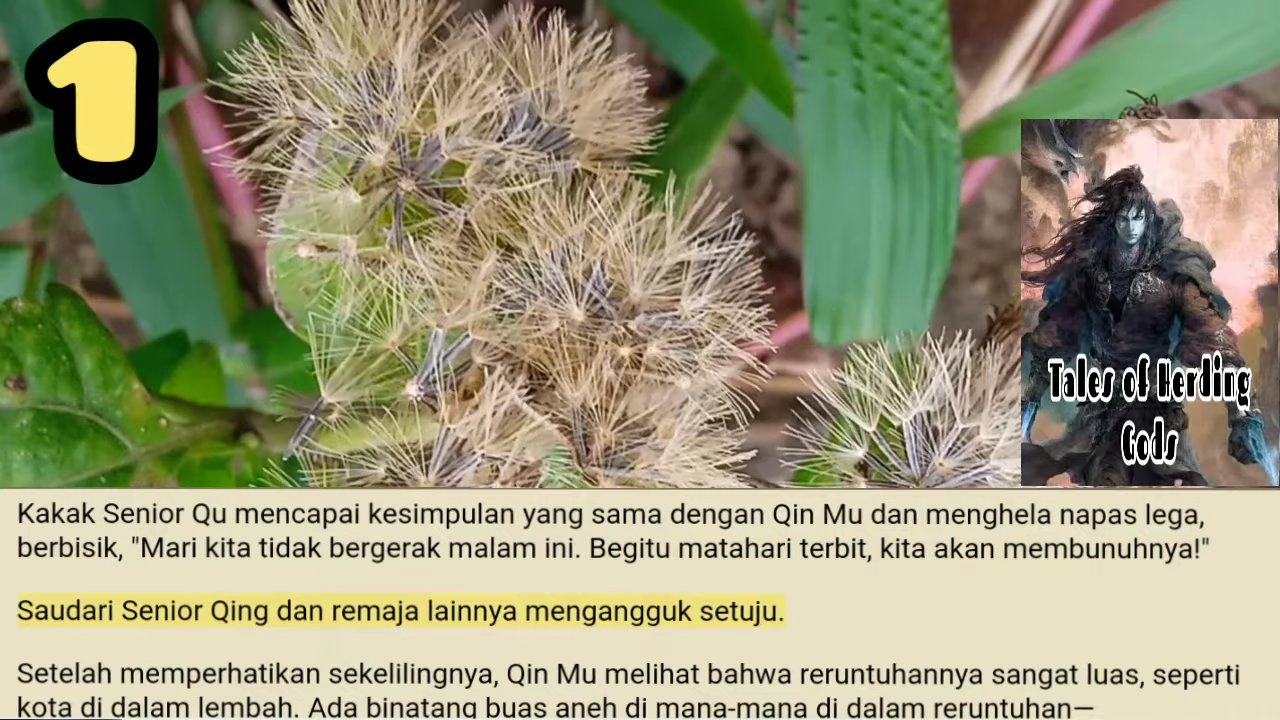 1
Tales of Herding
Gods
Kakak Senior Qu mencapai kesimpulan yang sama dengan Qin Mu dan menghela napas lega,
berbisik, "Mari kita tidak bergerak malam ini. Begitu matahari terbit, kita akan membunuhnya!"
Saudari Senior Qing dan remaja lainnya mengangguk setuju.
Setelah memperhatikan sekelilingnya, Qin Mu melihat bahwa reruntuhannya sangat luas, seperti
kota di dalam lembah. Ada binatang buas aneh di mana-mana di dalam reruntuhan—